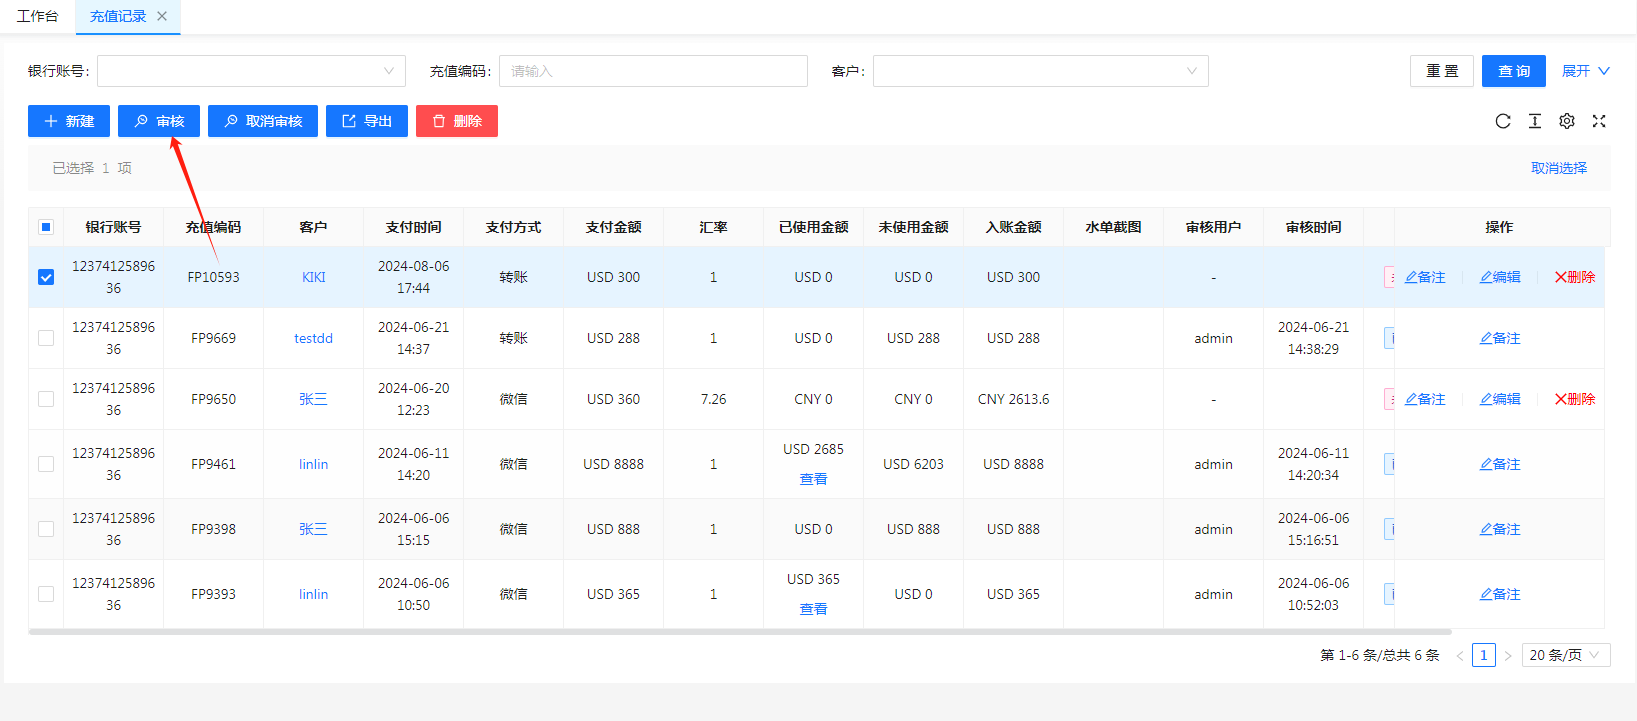 工作台 充值记录
银行账号: 充值编码: 请输入 客户: 重 置 查 询 展开
新建 审核 取消审核 导出 删除
已选择 1 项 取消选择
银行账号 充值编码 客户 支付时间 支付方式 支付金额 汇率 已使用金额 未使用金额 入账金额 水单截图 审核用户 审核时间 操作
12374125896 2024-08-06
FP10593 KIKI 转账 USD 300 1 USD 0 USD 0 USD 300 - 备注 编辑 删除
36 17:44
12374125896 2024-06-21 2024-06-21
FP9669 testdd 转账 USD 288 1 USD 0 USD 288 USD 288 admin 备注
36 14:37 14:38:29
12374125896 2024-06-20
FP9650 张三 微信 USD 360 7.26 CNY 0 CNY 0 CNY 2613.6 - 备注 编辑 删除
36 12:23
12374125896 2024-06-11 USD 2685 2024-06-11
FP9461 linlin 微信 USD 8888 1 USD 6203 USD 8888 admin 备注
36 14:20 查看 14:20:34
12374125896 2024-06-06 2024-06-06
FP9398 张三 微信 USD 888 1 USD 0 USD 888 USD 888 admin 备注
36 15:15 15:16:51
12374125896 2024-06-06 USD 365 2024-06-06
FP9393 linlin 微信 USD 365 1 USD 0 USD 365 admin 备注
36 10:50 查看 10:52:03
第 1-6 条/总共 6 条 < 1 > 20 条/页